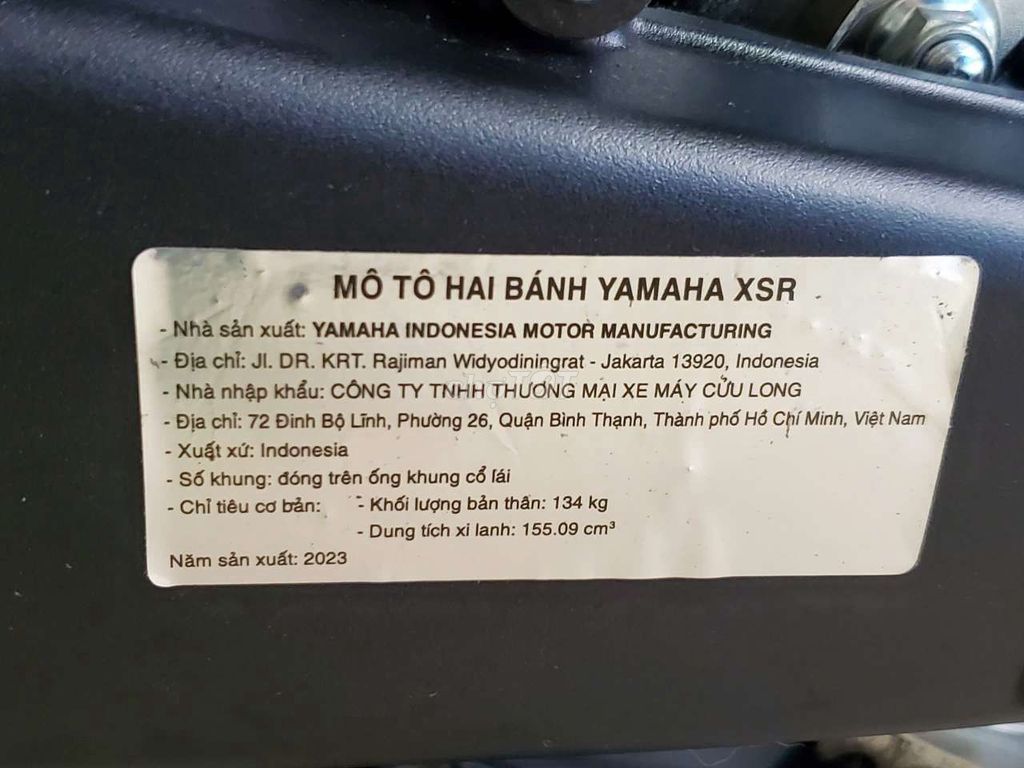 MÔ TÔ HAI BÁNH YAMAHA XSR
- Nhà sản xuất: YAMAHA INDONESIA MOTOR MANUFACTURING
- Địa chỉ: Jl. DR. KRT. Rajiman Widyodiningrat - Jakarta 13920, Indonesia
- Nhà nhập khẩu: CÔNG TY TNHH THƯƠNG MẠI XE MÁY CỬU LONG
- Địa chỉ: 72 Đinh Bộ Lĩnh, Phường 26, Quận Bình Thạnh, Thành phố Hồ Chí Minh, Việt Nam
- Xuất xứ: Indonesia
- Số khung: đóng trên ống khung cổ lái
- Chỉ tiêu cơ bản: - Khối lượng bản thân: 134 kg
- Dung tích xi lanh: 155.09 cm³
Năm sản xuất: 2023